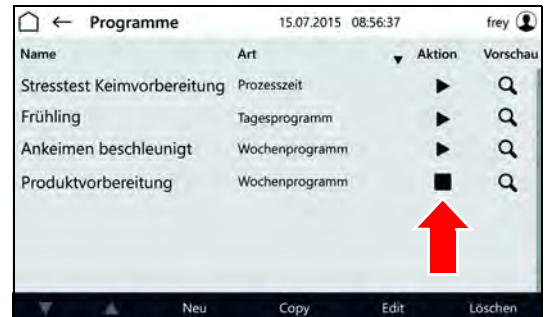 Programme 15.07.2015 08:56:37 frey
Name Art Aktion Vorschau
Stresstest Keimvorbereitung Prozesszeit
Frühling Tagesprogramm
Ankeimen beschleunigt Wochenprogramm
Produktvorbereitung Wochenprogramm
Neu Copy Edit Löschen